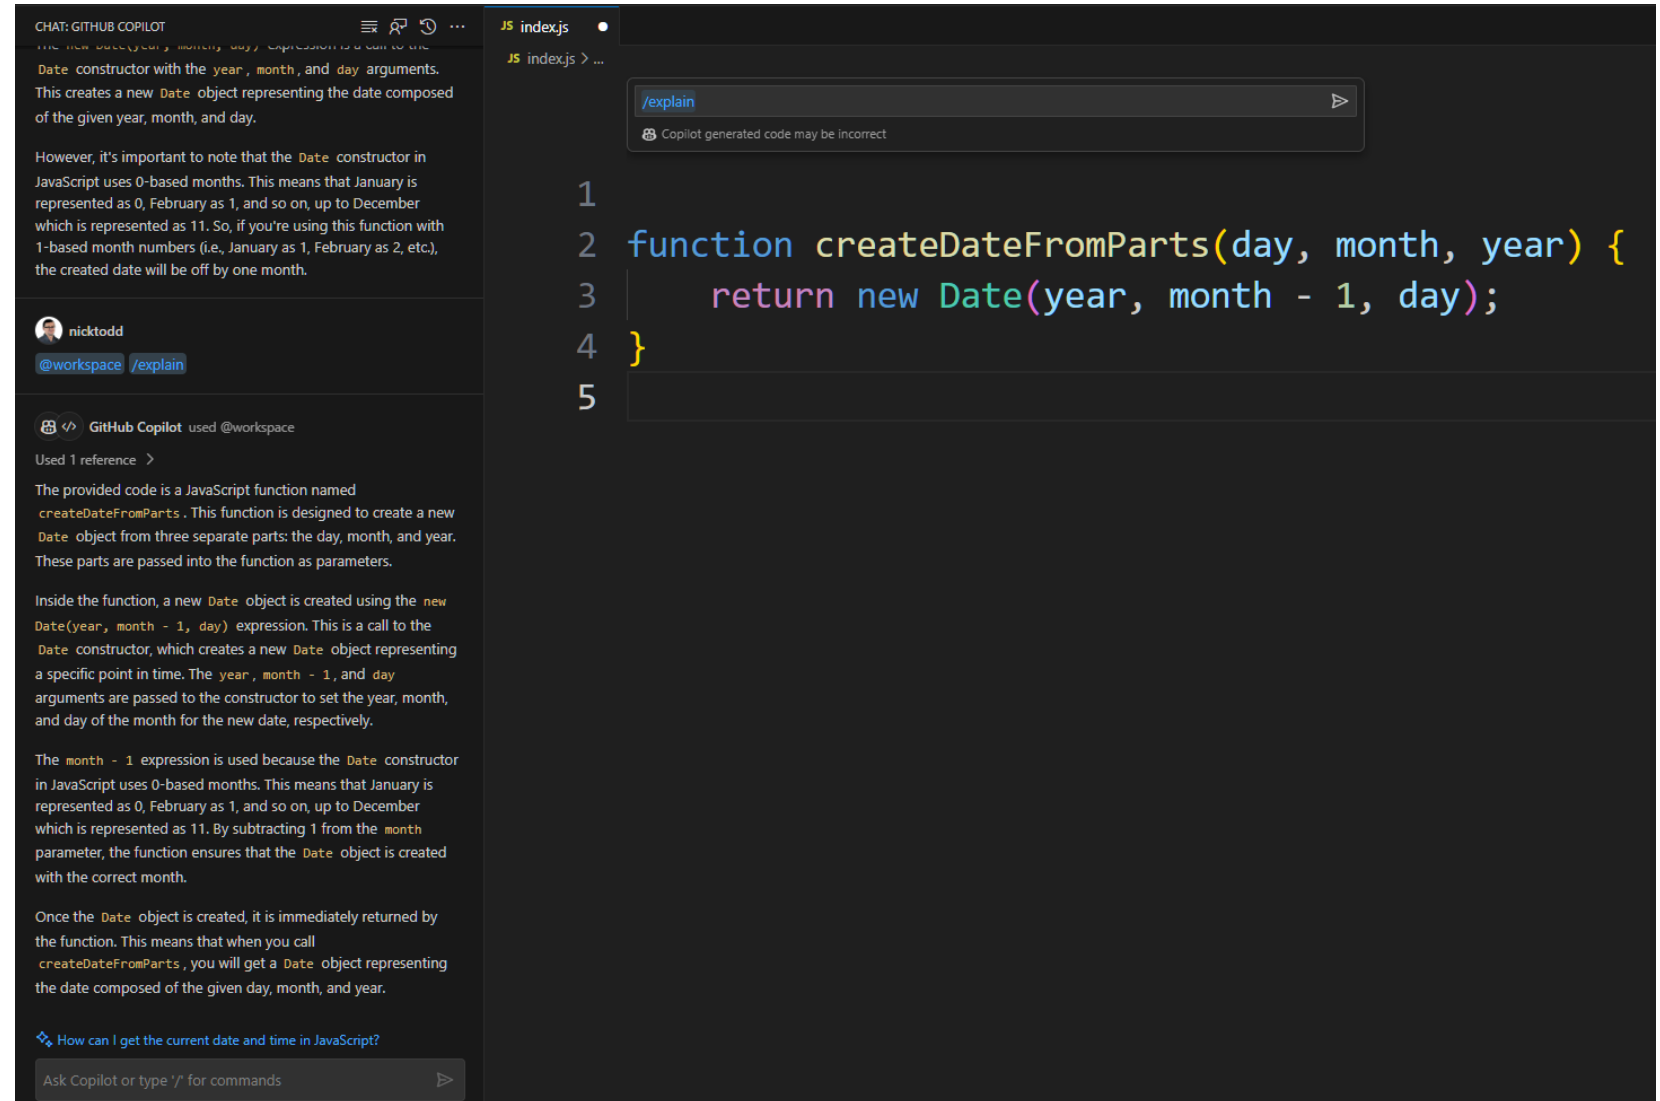 CHAT: GITHUB COPILOT
The new Date(year, month, day) expression is a call to the
Date constructor with the year, month, and day arguments.
This creates a new Date object representing the date composed
of the given year, month, and day.
However, it's important to note that the Date constructor in
JavaScript uses 0-based months. This means that January is
represented as 0, February as 1, and so on, up to December
which is represented as 11. So, if you're using this function with
1-based month numbers (i.e., January as 1, February as 2, etc.),
the created date will be off by one month.
nicktodd
@workspace /explain
GitHub Copilot used @workspace
Used 1 reference >
The provided code is a JavaScript function named
createDateFromParts. This function is designed to create a new
Date object from three separate parts: the day, month, and year.
These parts are passed into the function as parameters.
Inside the function, a new Date object is created using the new
Date(year, month - 1, day) expression. This is a call to the
Date constructor, which creates a new Date object representing
a specific point in time. The year, month - 1, and day
arguments are passed to the constructor to set the year, month,
and day of the month for the new date, respectively.
The month - 1 expression is used because the Date constructor
in JavaScript uses 0-based months. This means that January is
represented as 0, February as 1, and so on, up to December
which is represented as 11. By subtracting 1 from the month
parameter, the function ensures that the Date object is created
with the correct month.
Once the Date object is created, it is immediately returned by
the function. This means that when you call
createDateFromParts, you will get a Date object representing
the date composed of the given day, month, and year.
How can I get the current date and time in JavaScript?
Ask Copilot or type '/' for commands
JS index.js
JS index.js > ...
/explain
Copilot generated code may be incorrect
1
2 function createDateFromParts(day, month, year) {
3 return new Date(year, month - 1, day);
4 }
5